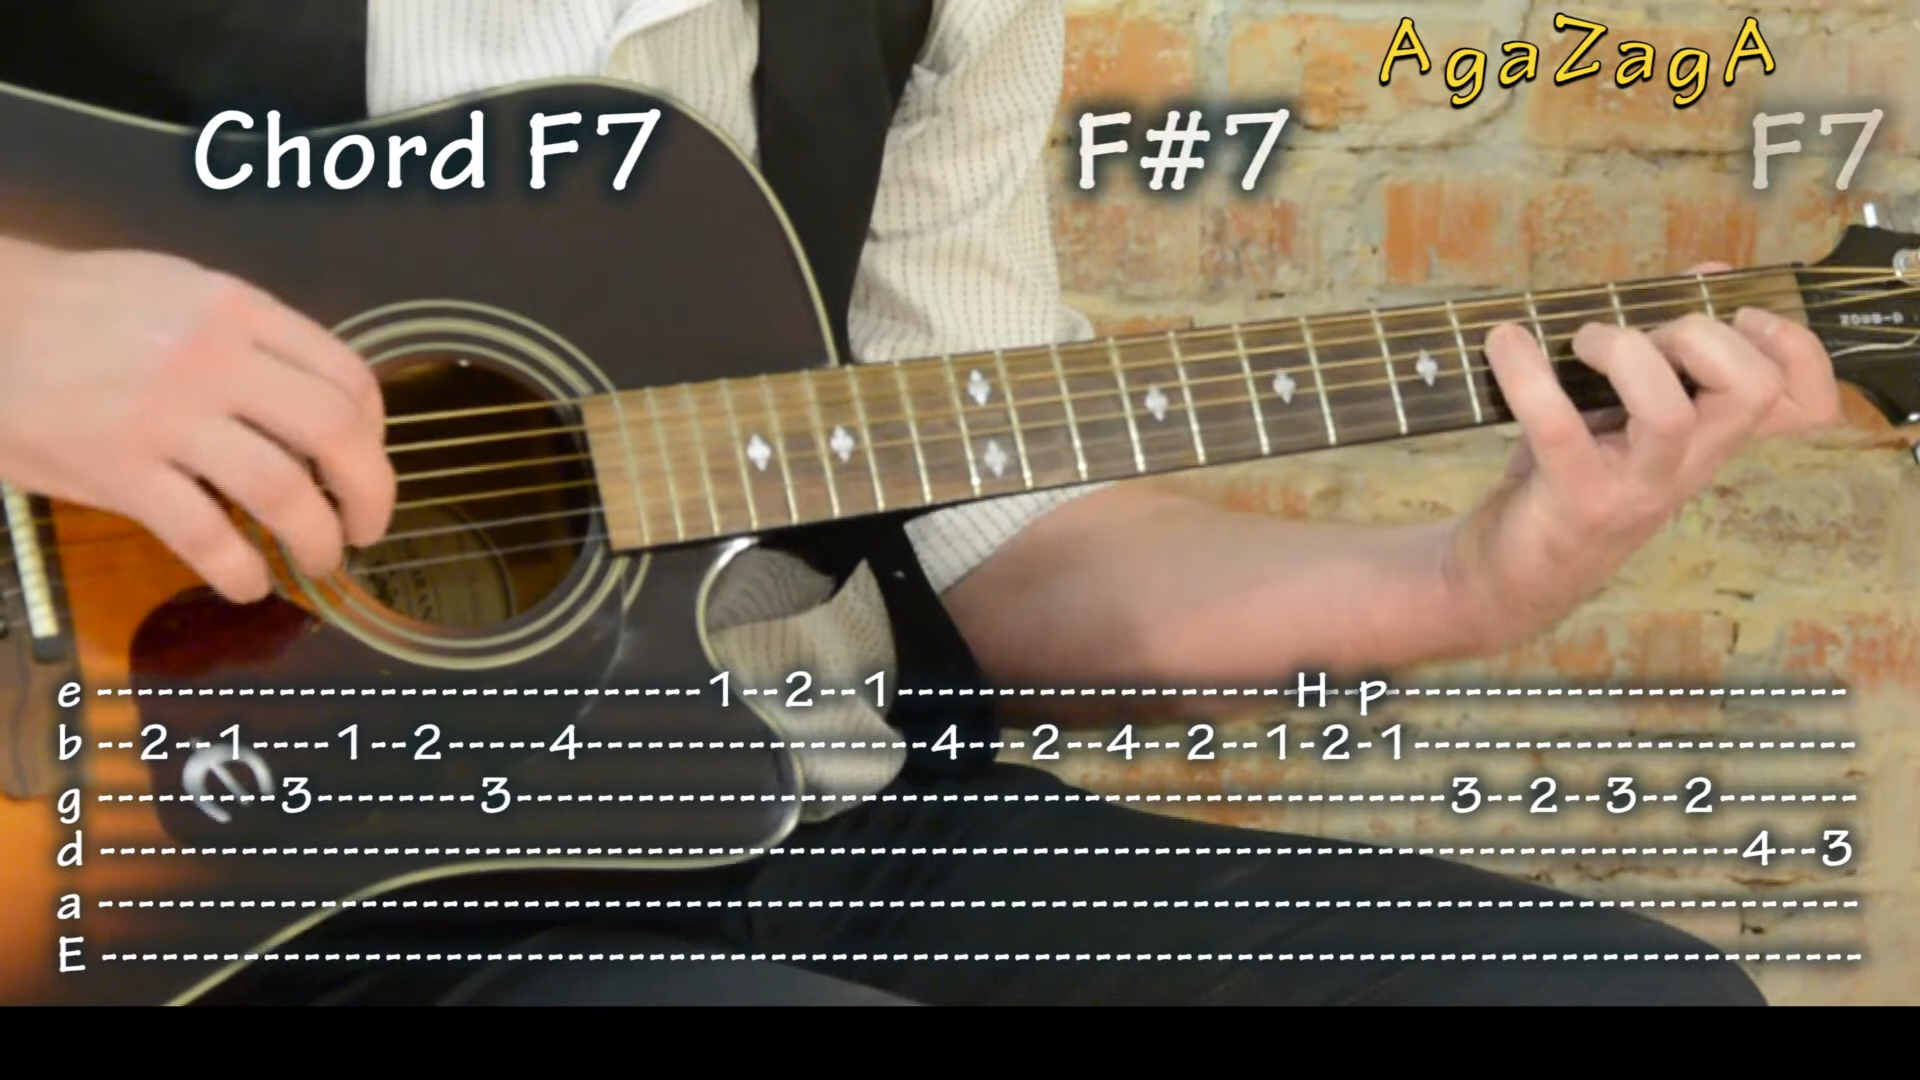 AgaZagA
Chord F7 F#7 F7
e -----------------------------------------1--2--1---------------------H-p-----------------------
b --2--1----1--2-----4------------------4---2--4--2--1-2-1-----------------------
g ---------3-------3------------------------------------------------3--2--3--2-------
d -------------------------------------------------------------------------------------4--3
a ---------------------------------------------------------------------------------------------
E ---------------------------------------------------------------------------------------------